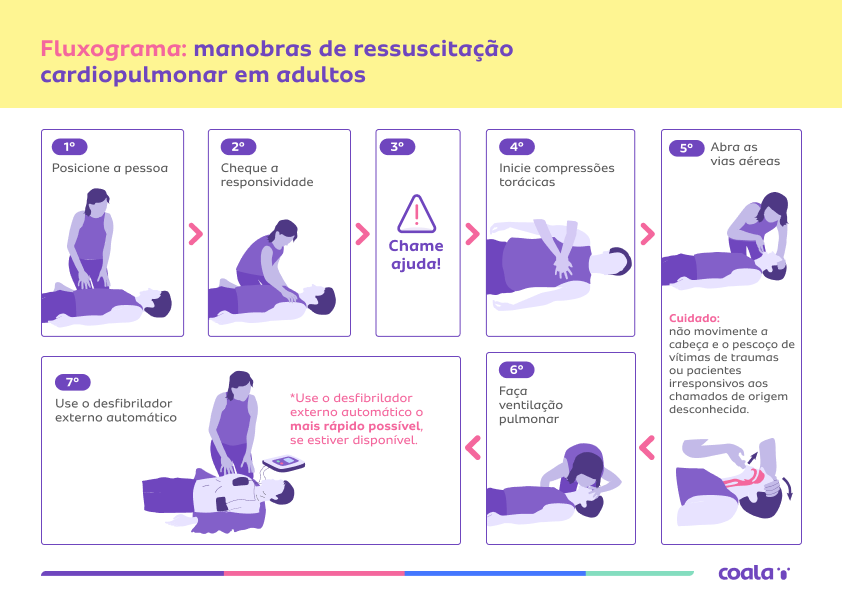 Fluxograma: manobras de ressuscitação
cardiopulmonar em adultos
1º
Posicione a pessoa
2º
Cheque a
responsividade
3º
Chame
ajuda!
4º
Inicie compressões
torácicas
5º
Abra as
vias aéreas
Cuidado:
não movimente a
cabeça e o pescoço de
vítimas de traumas
ou pacientes
irresponsivos aos
chamados de origem
desconhecida.
6º
Faça
ventilação
pulmonar
7º
Use o desfibrilador
externo automático
*Use o desfibrilador
externo automático o
mais rápido possível,
se estiver disponível.
coala